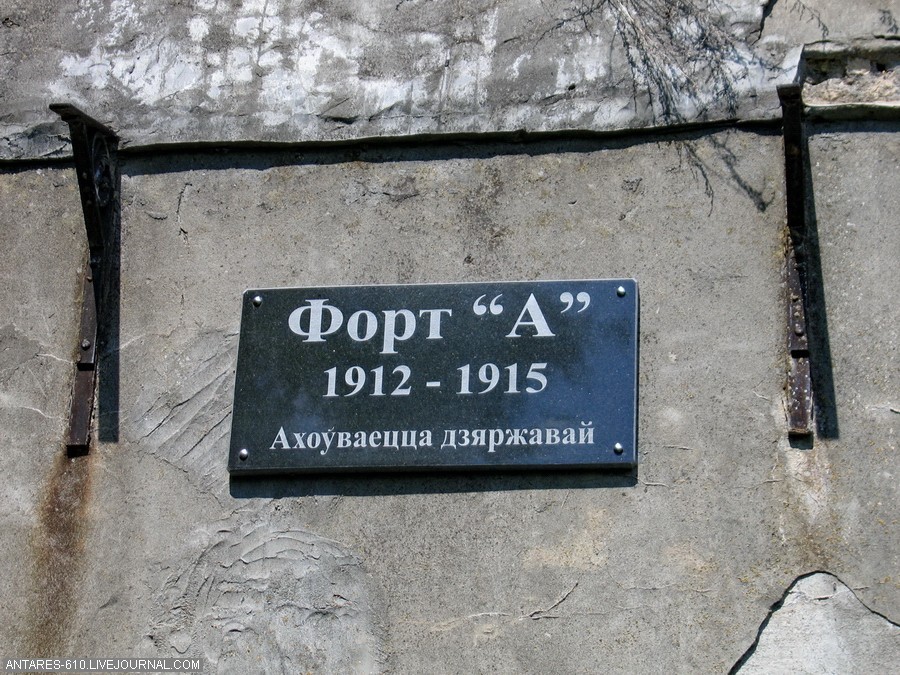 Форт “А”
1912 - 1915
Ахоўваецца дзяржавай
ANTARES-610.LIVEJOURNAL.COM